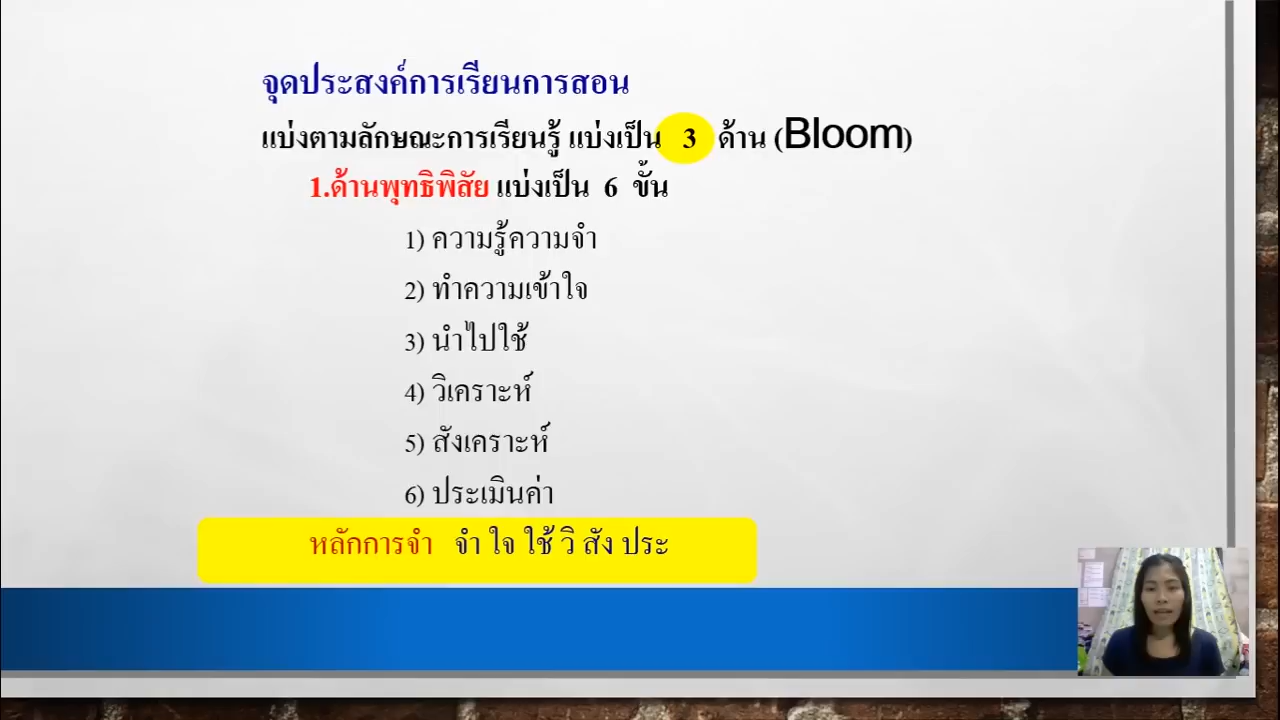 จุดประสงค์การเรียนการสอน
แบ่งตามลักษณะการเรียนรู้ แบ่งเป็น 3 ด้าน (Bloom)
1.ด้านพุทธิพิสัย แบ่งเป็น 6 ขั้น
1) ความรู้ความจำ
2) ทำความเข้าใจ
3) นำไปใช้
4) วิเคราะห์
5) สังเคราะห์
6) ประเมินค่า
หลักการจำ จำ ใจ ใช้ วิ สัง ประ